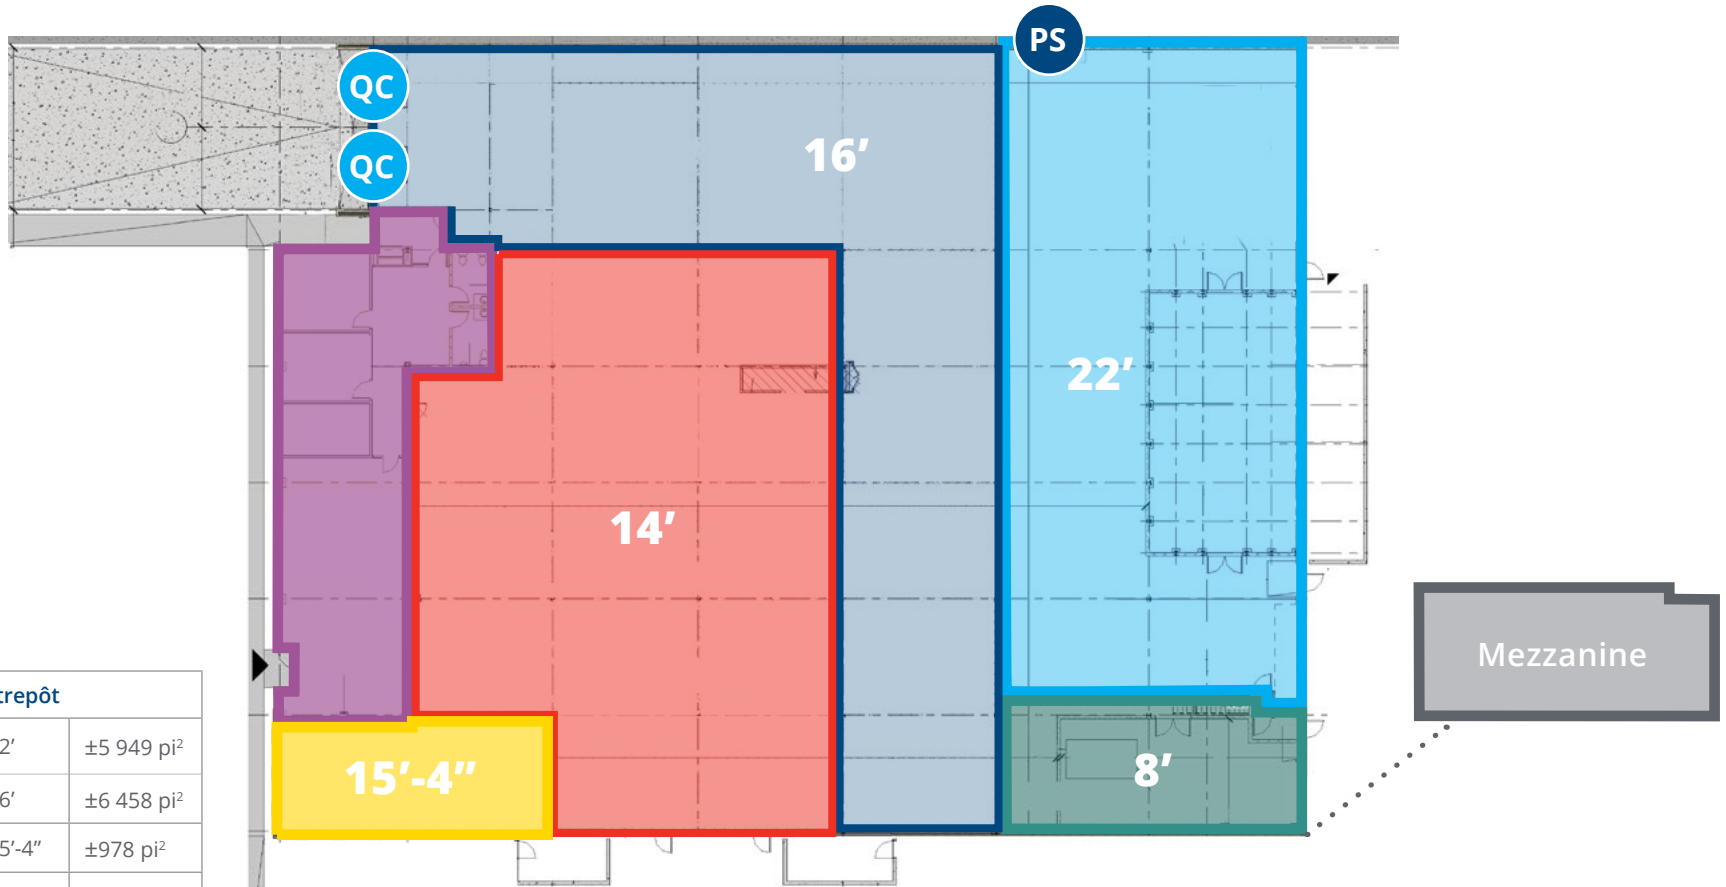 PS
QC
QC
16′
22′
14′
Mezzanine
trepôt
2′ ±5 949 pi²
6′ ±6 458 pi²
5′-4″ ±978 pi²
15′-4″
8′